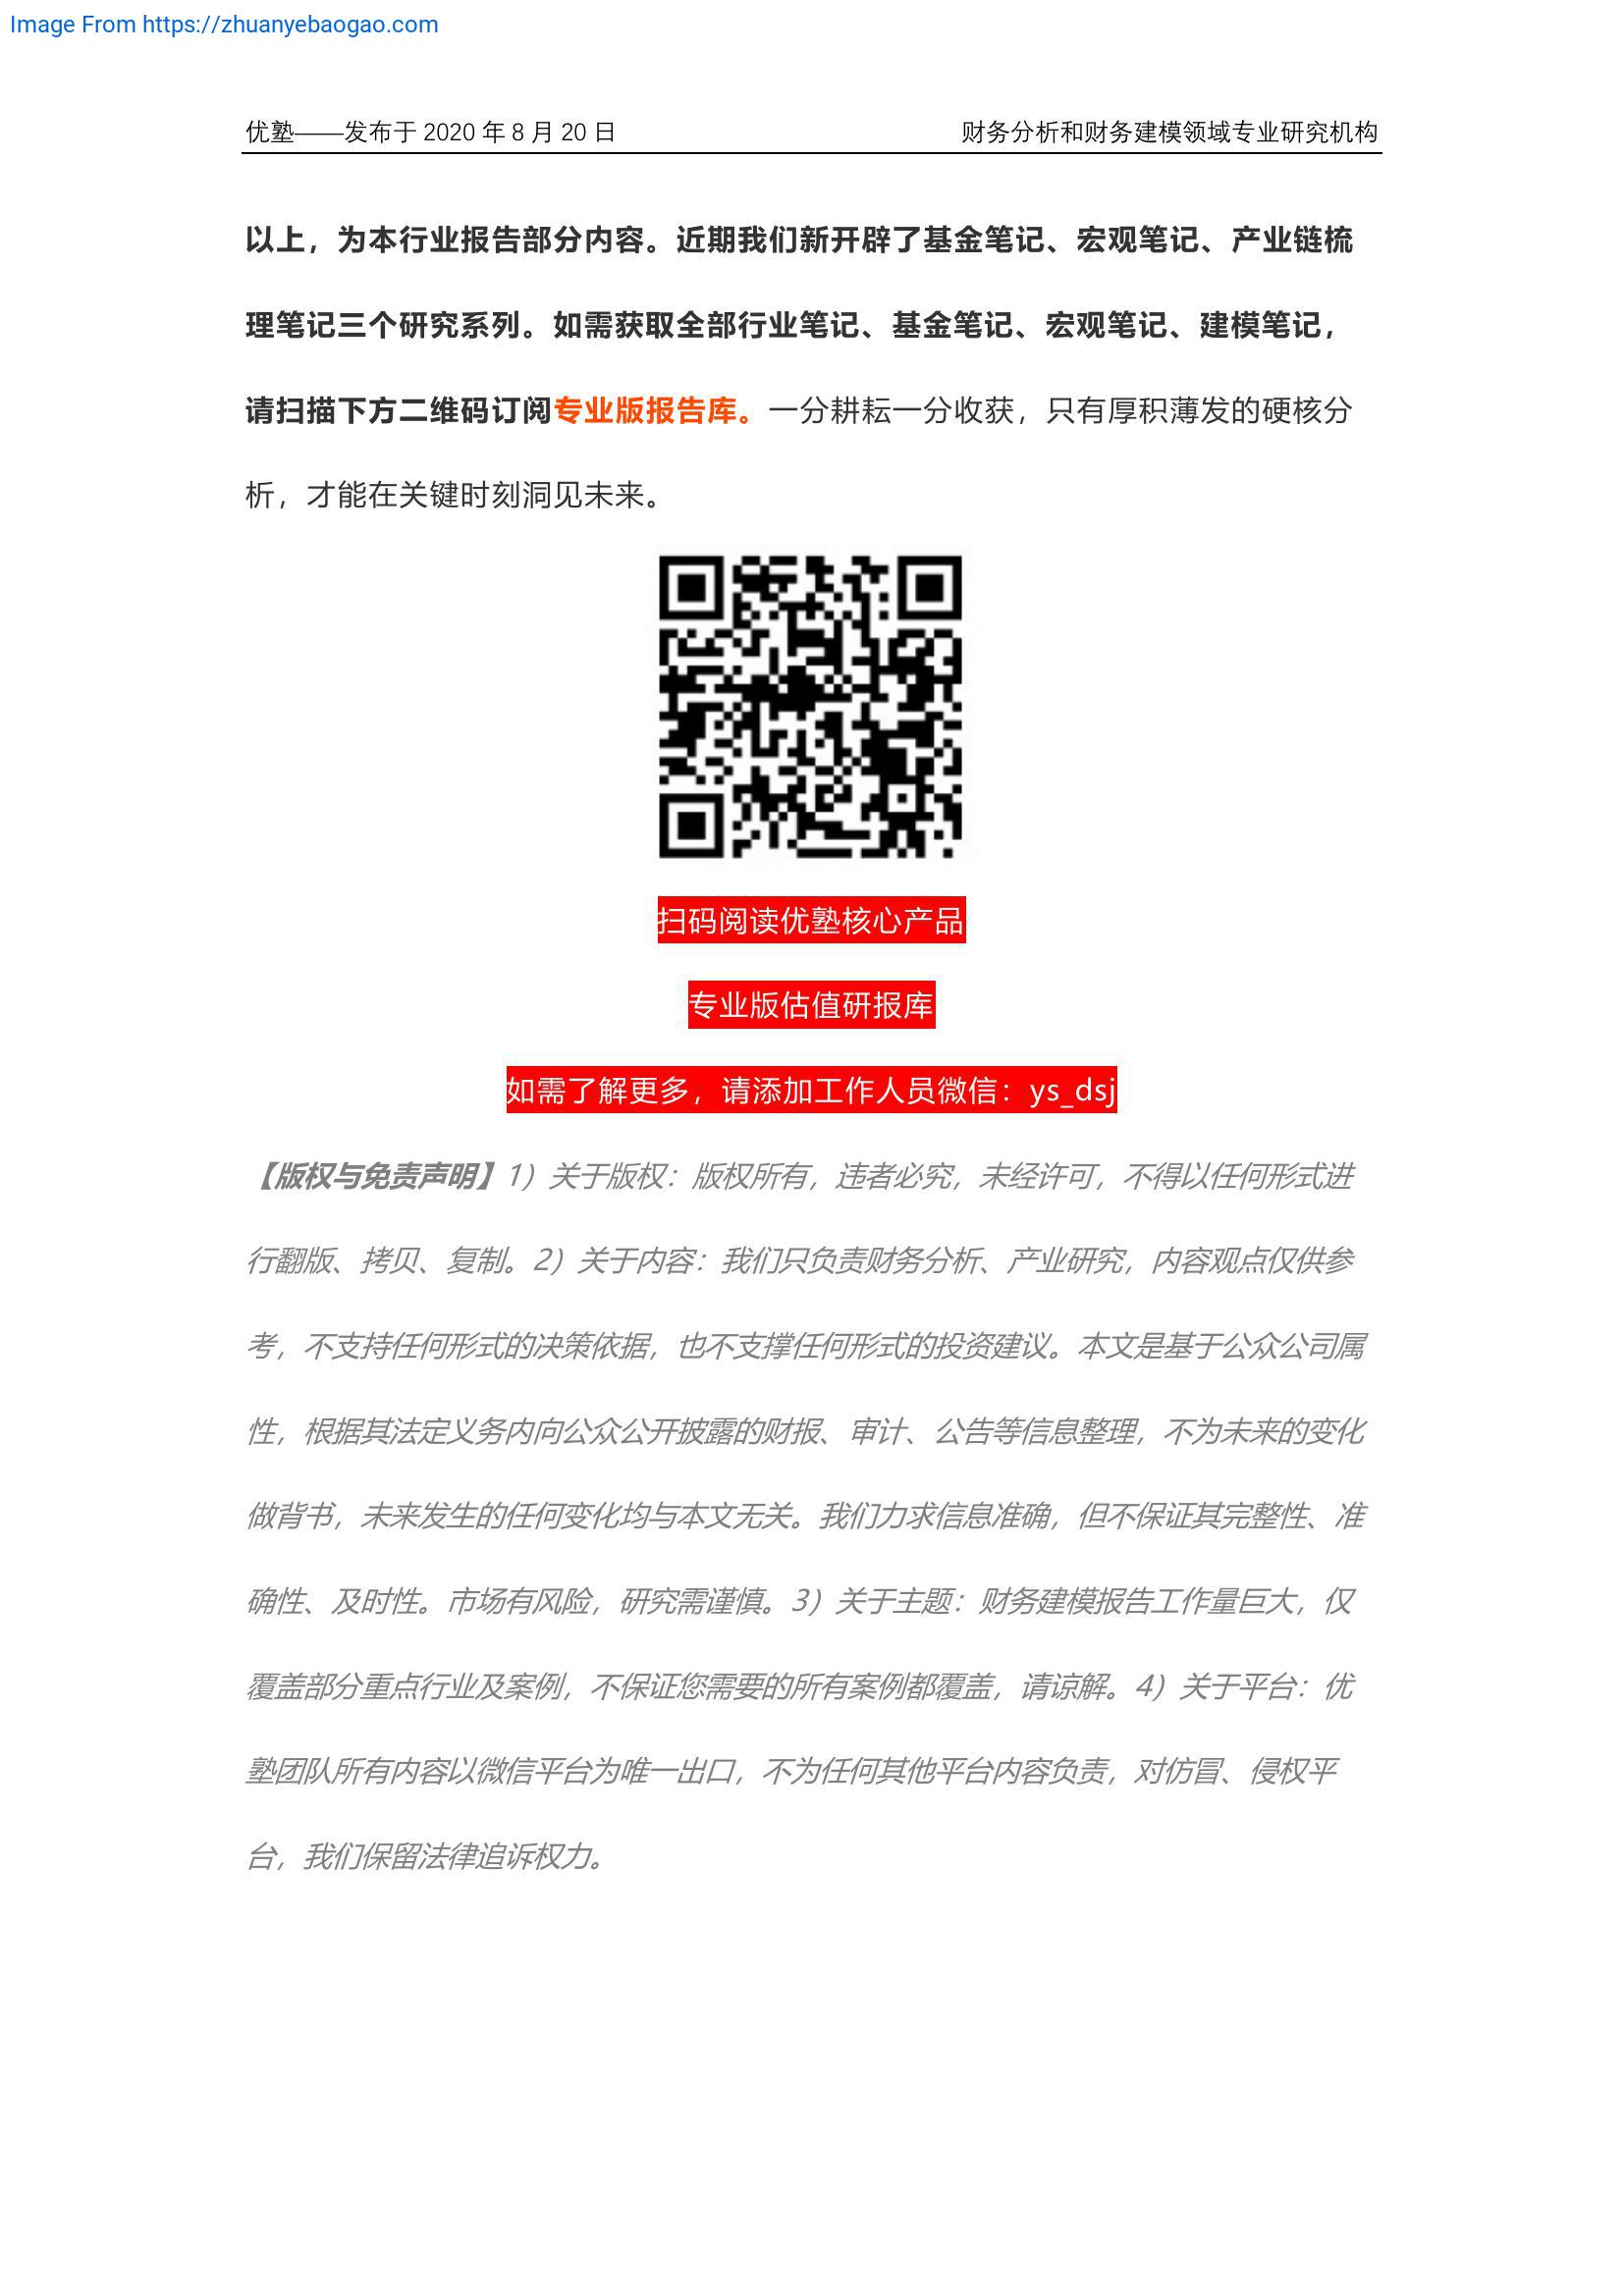 Image From https://zhuanyebaogao.com
优塾——发布于 2020 年 8 月 20 日 财务分析和财务建模领域专业研究机构
以上，为本行业报告部分内容。近期我们新开辟了基金笔记、宏观笔记、产业链梳
理笔记三个研究系列。如需获取全部行业笔记、基金笔记、宏观笔记、建模笔记，
请扫描下方二维码订阅专业版报告库。一分耕耘一分收获，只有厚积薄发的硬核分
析，才能在关键时刻洞见未来。
扫码阅读优塾核心产品
专业版估值研报库
如需了解更多，请添加工作人员微信：ys_dsj
【版权与免责声明】1）关于版权：版权所有，违者必究，未经许可，不得以任何形式进
行翻版、拷贝、复制。2）关于内容：我们只负责财务分析、产业研究，内容观点仅供参
考，不支持任何形式的决策依据，也不支撑任何形式的投资建议。本文是基于公众公司属
性，根据其法定义务内向公众公开披露的财报、审计、公告等信息整理，不为未来的变化
做背书，未来发生的任何变化均与本文无关。我们力求信息准确，但不保证其完整性、准
确性、及时性。市场有风险，研究需谨慎。3）关于主题：财务建模报告工作量巨大，仅
覆盖部分重点行业及案例，不保证您需要的所有案例都覆盖，请谅解。4）关于平台：优
塾团队所有内容以微信平台为唯一出口，不为任何其他平台内容负责，对仿冒、侵权平
台，我们保留法律追诉权力。